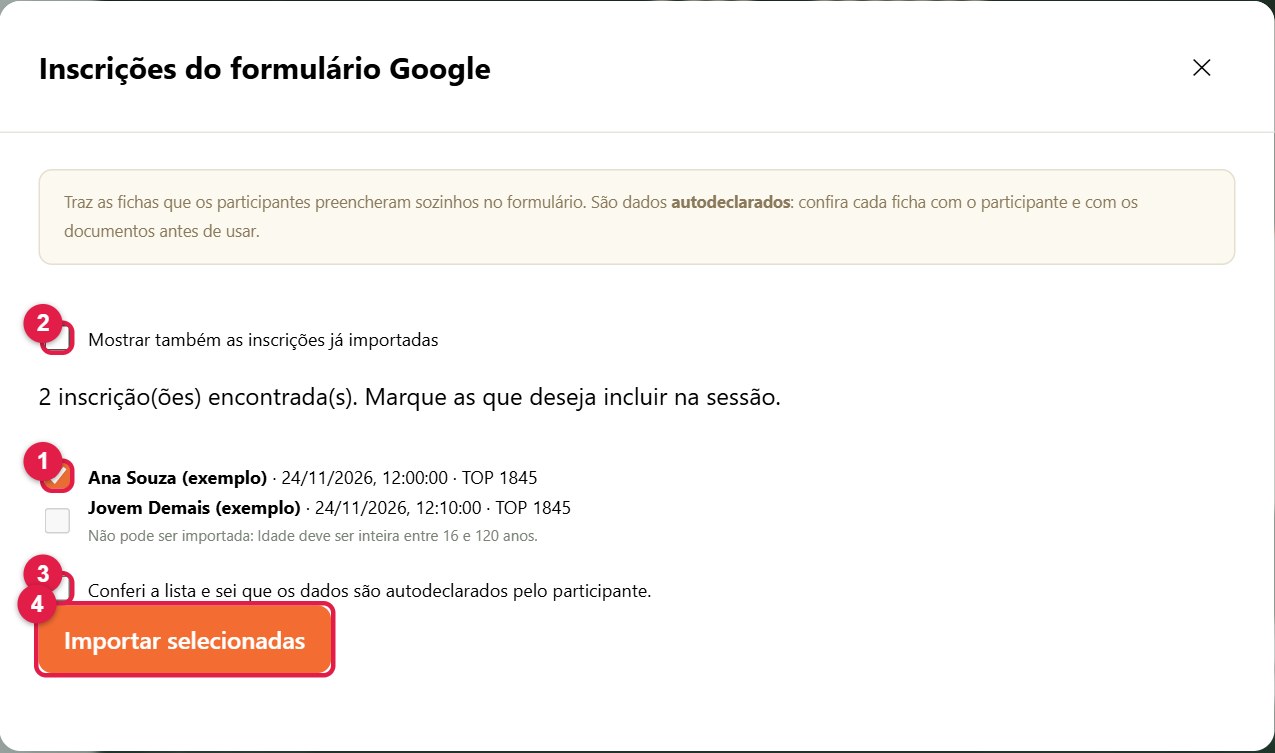 Inscrições do formulário Google
Traz as fichas que os participantes preencheram sozinhos no formulário. São dados autodeclarados: confira cada ficha com o participante e com os
documentos antes de usar.
2
Mostrar também as inscrições já importadas
2 inscrição(ões) encontrada(s). Marque as que deseja incluir na sessão.
1
Ana Souza (exemplo) · 24/11/2026, 12:00:00 · TOP 1845
Jovem Demais (exemplo) · 24/11/2026, 12:10:00 · TOP 1845
Não pode ser importada: Idade deve ser inteira entre 16 e 120 anos.
3
Conferi a lista e sei que os dados são autodeclarados pelo participante.
4
Importar selecionadas